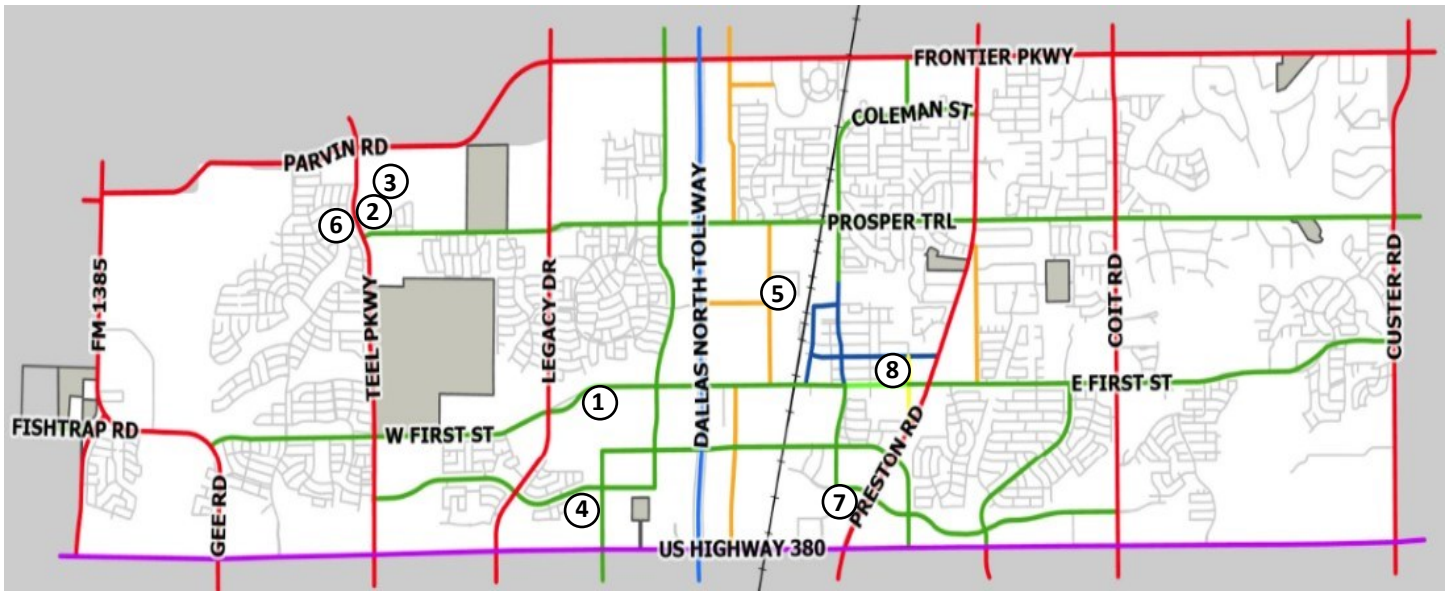 FRONTIER PKWY
COLEMAN ST
PARVIN RD
3
2
6
PROSPER TRL
DALLAS NORTH TOLLWAY
FM 1385
TEEL PKWY
LEGACY DR
5
COIT RD
CUSTER RD
8
E FIRST ST
1
FISHTRAP RD
W FIRST ST
PRESTON RD
7
4
GEE RD
US HIGHWAY 380